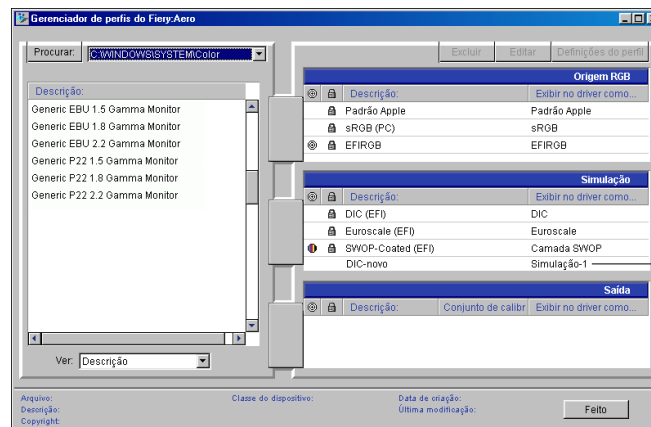 Gerenciador de perfis do Fiery:Aero
Procurar:
C:\WINDOWS\SYSTEM\Color
Descrição:
Generic EBU 1.5 Gamma Monitor
Generic EBU 1.8 Gamma Monitor
Generic EBU 2.2 Gamma Monitor
Generic P22 1.5 Gamma Monitor
Generic P22 1.8 Gamma Monitor
Generic P22 2.2 Gamma Monitor
Ver: Descrição
Excluir Editar Definições do perfil
Origem RGB
Descrição: Exibir no driver como...
Padrão Apple Padrão Apple
sRGB (PC) sRGB
EFIRGB EFIRGB
Simulação
Descrição: Exibir no driver como...
DIC (EFI) DIC
Euroscale (EFI) Euroscale
SWOP-Coated (EFI) Camada SWOP
DIC-novo Simulação-1
Saída
Descrição: Conjunto de calibr Exibir no driver como...
Arquivo: Classe do dispositivo: Data de criação:
Descrição: Última modificação:
Copyright:
Feito